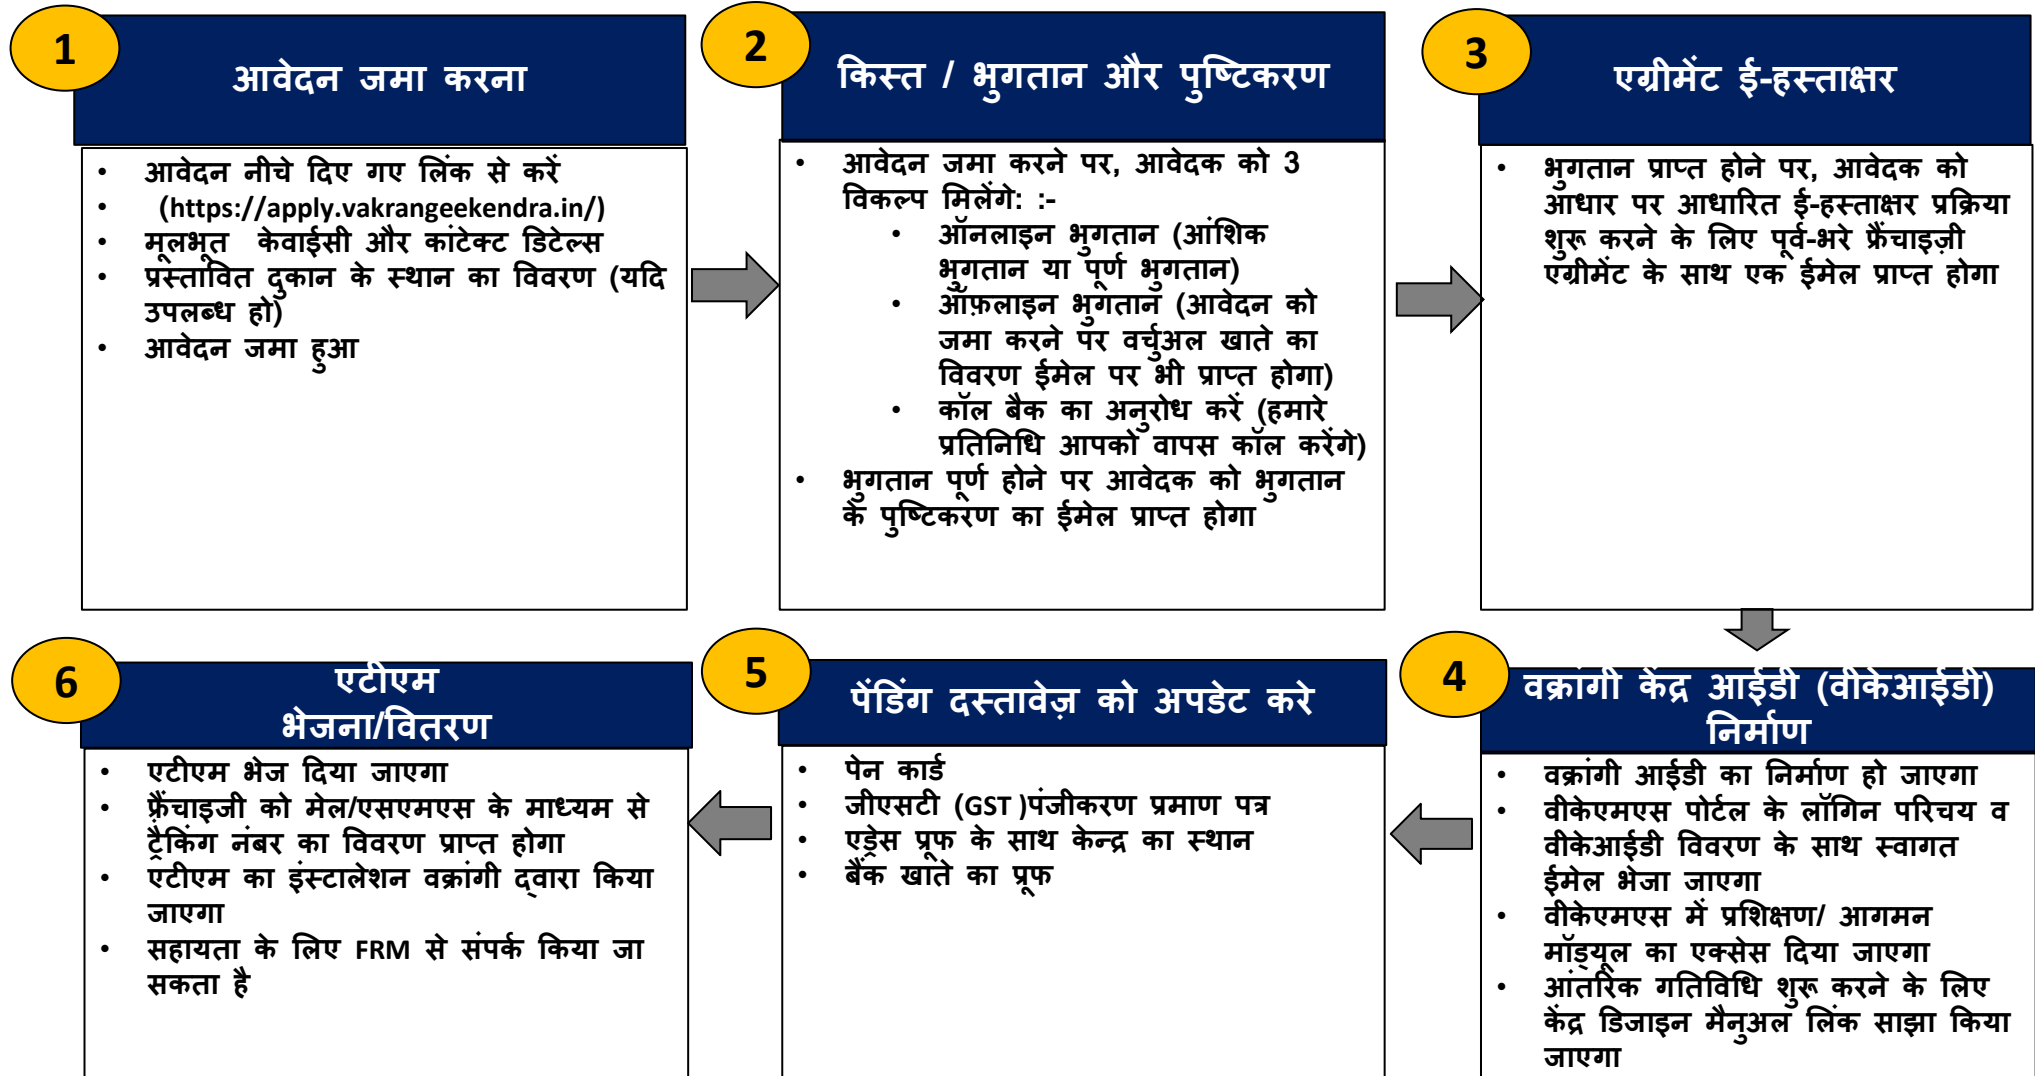 1
आवेदन जमा करना
• आवेदन नीचे दिए गए लिंक से करें
• (https://apply.vakrangeekendra.in/)
• मूलभूत केवाईसी और कांटेक्ट डिटेल्स
• प्रस्तावित दुकान के स्थान का विवरण (यदि
उपलब्ध हो)
• आवेदन जमा हुआ
2
किस्त / भुगतान और पुष्टिकरण
• आवेदन जमा करने पर, आवेदक को 3
विकल्प मिलेंगे: :-
• ऑनलाइन भुगतान (आंशिक
भुगतान या पूर्ण भुगतान)
• ऑफ़लाइन भुगतान (आवेदन को
जमा करने पर वर्चुअल खाते का
विवरण ईमेल पर भी प्राप्त होगा)
• कॉल बैक का अनुरोध करें (हमारे
प्रतिनिधि आपको वापस कॉल करेंगे)
• भुगतान पूर्ण होने पर आवेदक को भुगतान
के पुष्टिकरण का ईमेल प्राप्त होगा
3
एग्रीमेंट ई-हस्ताक्षर
• भुगतान प्राप्त होने पर, आवेदक को
आधार पर आधारित ई-हस्ताक्षर प्रक्रिया
शुरू करने के लिए पूर्व-भरे फ्रैंचाइज़ी
एग्रीमेंट के साथ एक ईमेल प्राप्त होगा
4
वक्रांगी केंद्र आईडी (वीकेआईडी)
निर्माण
• वक्रांगी आईडी का निर्माण हो जाएगा
• वीकेएमएस पोर्टल के लॉगिन परिचय व
वीकेआईडी विवरण के साथ स्वागत
ईमेल भेजा जाएगा
• वीकेएमएस में प्रशिक्षण/ आगमन
मॉड्यूल का एक्सेस दिया जाएगा
• आंतरिक गतिविधि शुरू करने के लिए
केंद्र डिजाइन मैनुअल लिंक साझा किया
जाएगा
5
पेंडिंग दस्तावेज़ को अपडेट करे
• पेन कार्ड
• जीएसटी (GST )पंजीकरण प्रमाण पत्र
• एड्रेस प्रूफ के साथ केन्द्र का स्थान
• बैंक खाते का प्रूफ
6
एटीएम
भेजना/वितरण
• एटीएम भेज दिया जाएगा
• फ्रैंचाइजी को मेल/एसएमएस के माध्यम से
ट्रैकिंग नंबर का विवरण प्राप्त होगा
• एटीएम का इंस्टालेशन वक्रांगी द्वारा किया
जाएगा
• सहायता के लिए FRM से संपर्क किया जा
सकता है